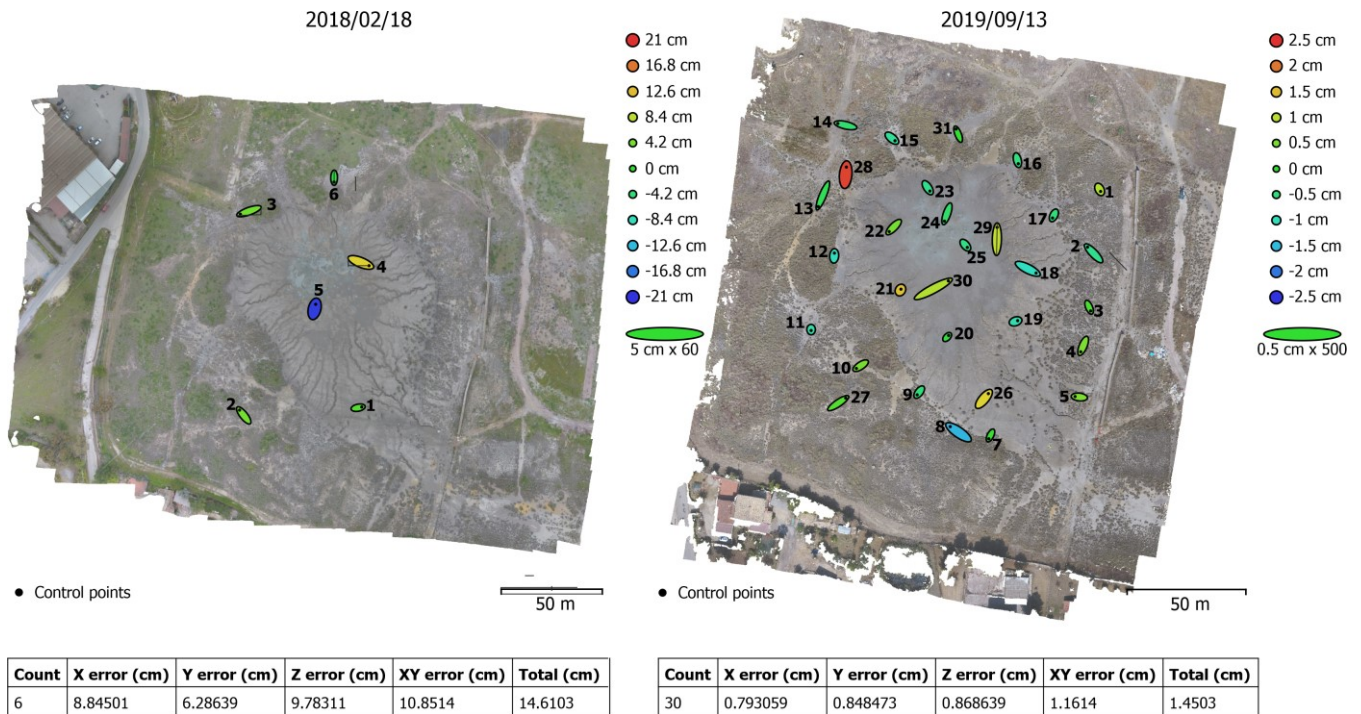 2018/02/18
21 cm
16.8 cm
12.6 cm
8.4 cm
4.2 cm
0 cm
-4.2 cm
-8.4 cm
-12.6 cm
-16.8 cm
-21 cm
5 cm x 60
6
3
4
5
2
1
● Control points
50 m
Count X error (cm) Y error (cm) Z error (cm) XY error (cm) Total (cm)
6 8.84501 6.28639 9.78311 10.8514 14.6103
2019/09/13
2.5 cm
2 cm
1.5 cm
1 cm
0.5 cm
0 cm
-0.5 cm
-1 cm
-1.5 cm
-2 cm
-2.5 cm
0.5 cm x 500
14
15
31
16
28
23
1
13
24
17
22
29
2
12
25
18
21
30
11
19
3
20
4
10
27
9
26
5
8
7
● Control points
50 m
Count X error (cm) Y error (cm) Z error (cm) XY error (cm) Total (cm)
30 0.793059 0.848473 0.868639 1.1614 1.4503